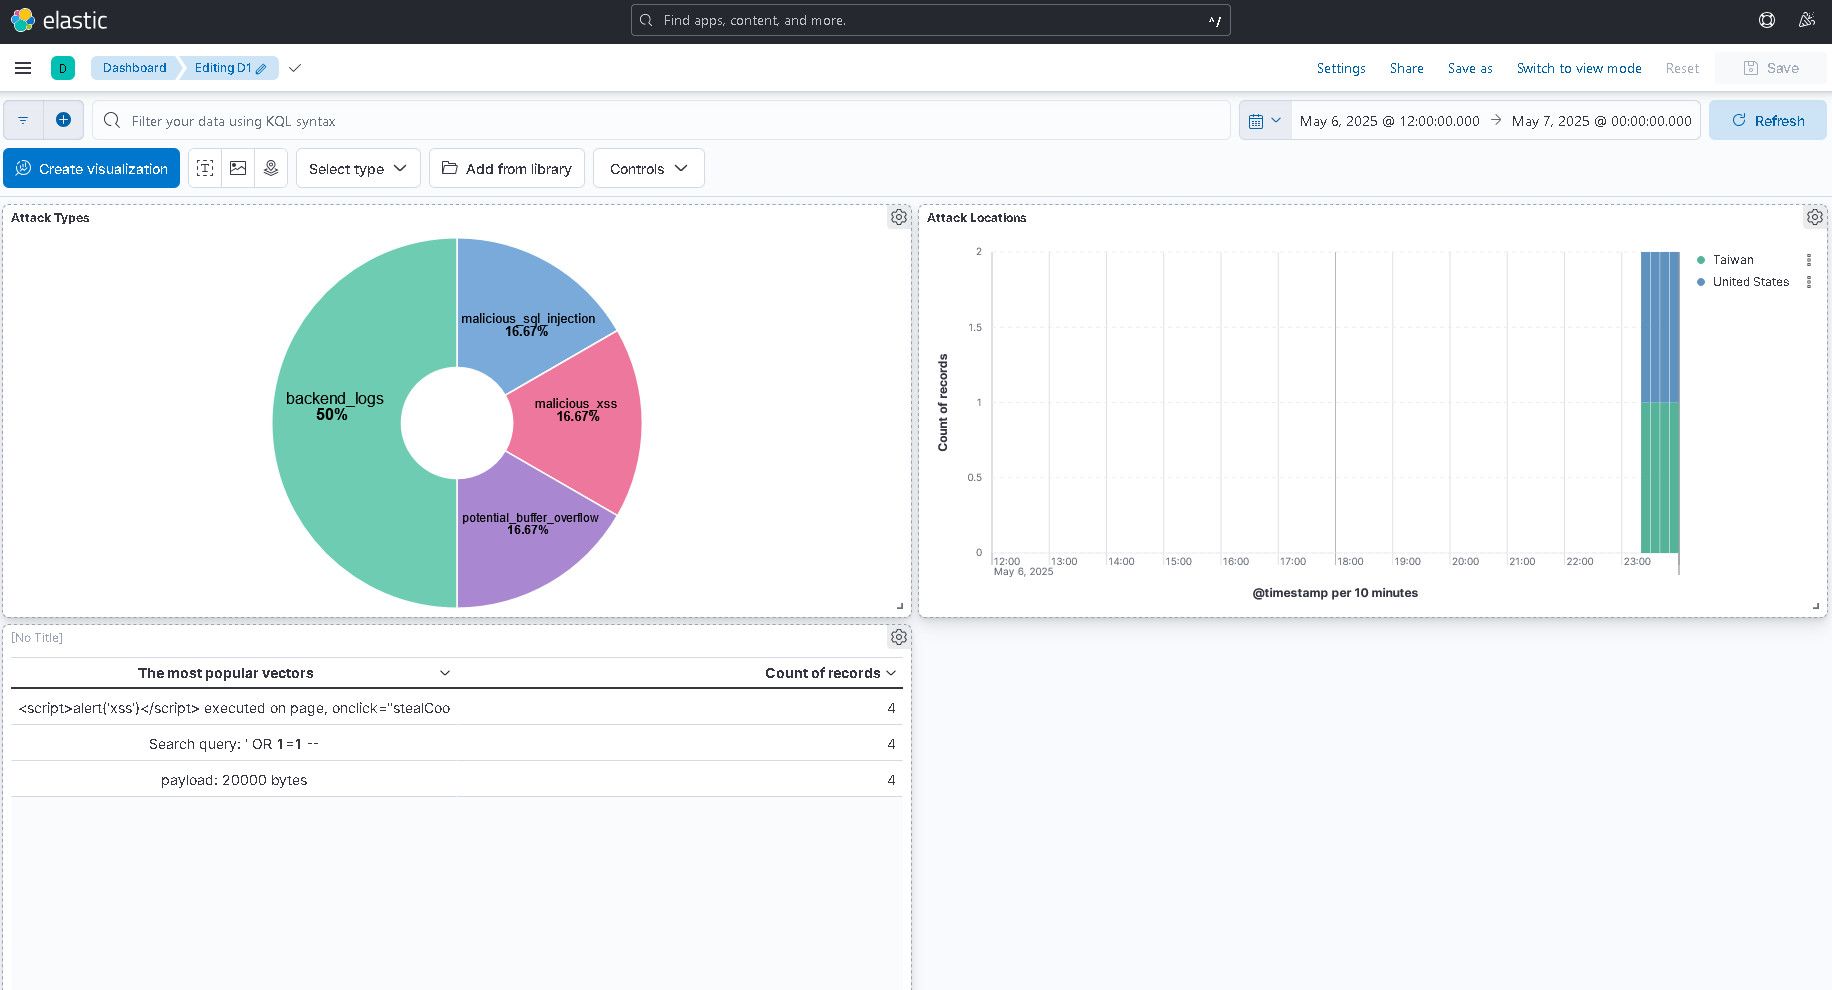 elastic
Find apps, content, and more.
^/
D
Dashboard
Editing D1
Settings
Share
Save as
Switch to view mode
Reset
Save
Filter your data using KQL syntax
May 6, 2025 @ 12:00:00.000 → May 7, 2025 @ 00:00:00.000
Refresh
Create visualization
Select type
Add from library
Controls
Attack Types
malicious_sql_injection
16.67%
backend_logs
50%
malicious_xss
16.67%
potential_buffer_overflow
16.67%
Attack Locations
2
1.5
1
0.5
0
Count of records
12:00 13:00 14:00 15:00 16:00 17:00 18:00 19:00 20:00 21:00 22:00 23:00
May 6, 2025
@timestamp per 10 minutes
Taiwan
United States
[No Title]
The most popular vectors Count of records
<script>alert('xss')</script> executed on page, onclick="stealCoo 4
Search query: ' OR 1=1 -- 4
payload: 20000 bytes 4